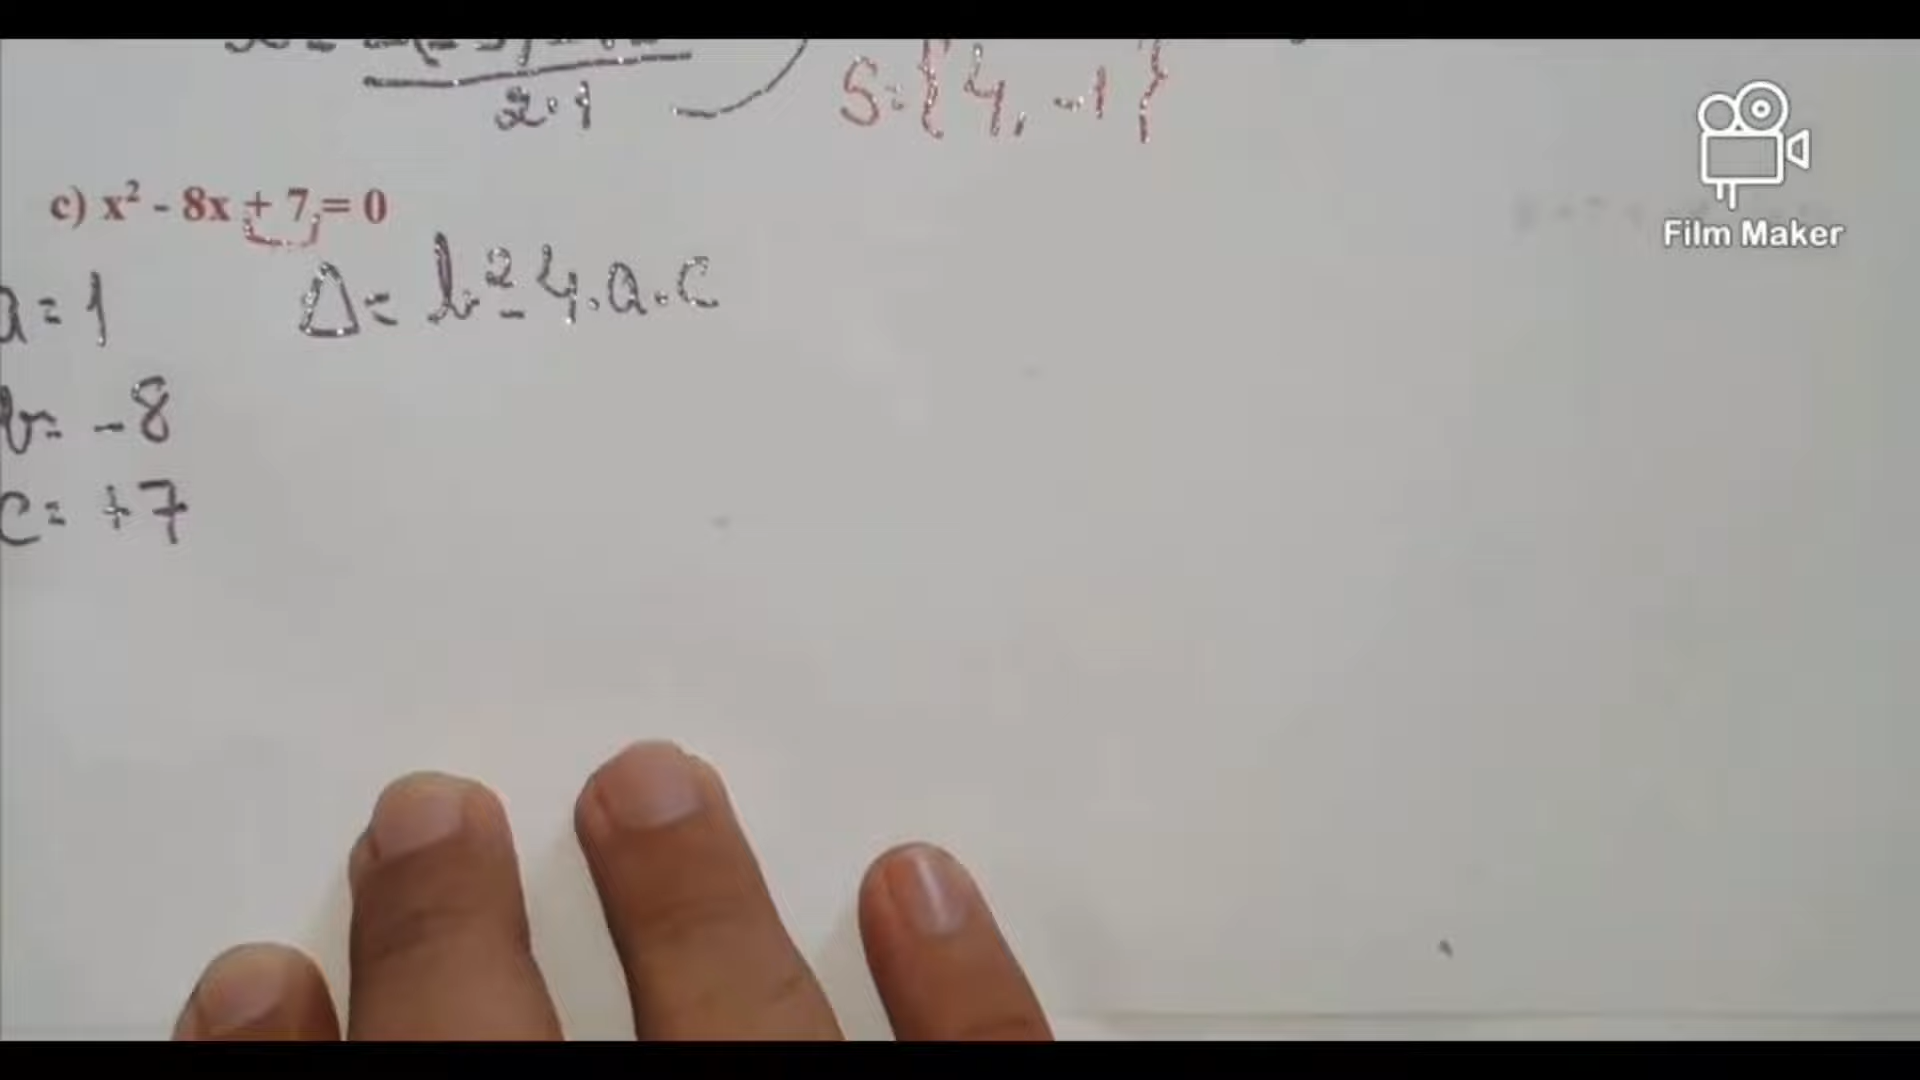 2·1
S={4, -1}
c) x² - 8x + 7 = 0
a = 1
Δ= b²-4.a.c
b= -8
c= +7
Film Maker